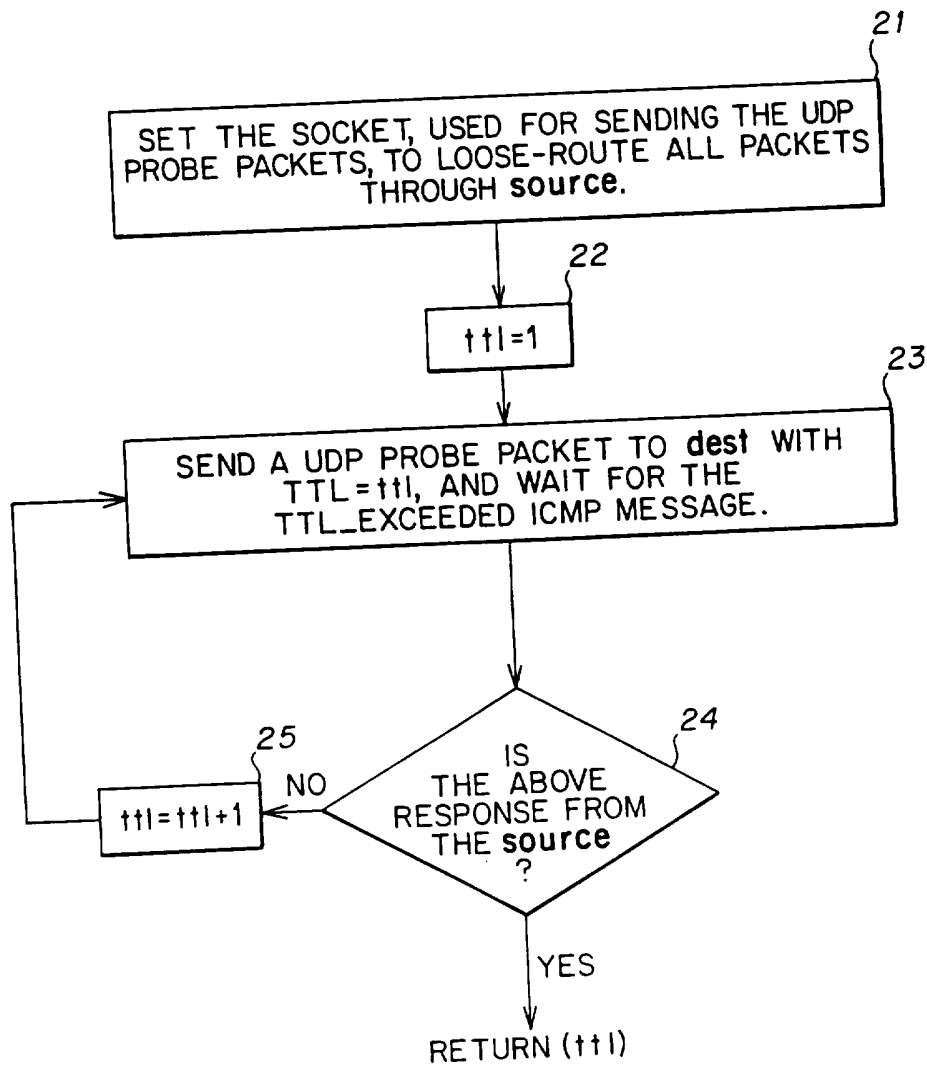 21
SET THE SOCKET, USED FOR SENDING THE UDP
PROBE PACKETS, TO LOOSE-ROUTE ALL PACKETS
THROUGH source.
22
ttl=1
23
SEND A UDP PROBE PACKET TO dest WITH
TTL=ttl, AND WAIT FOR THE
TTL_EXCEEDED ICMP MESSAGE.
24
IS
THE ABOVE
RESPONSE FROM
THE source
?
25
NO
ttl=ttl+1
YES
RETURN (ttl)